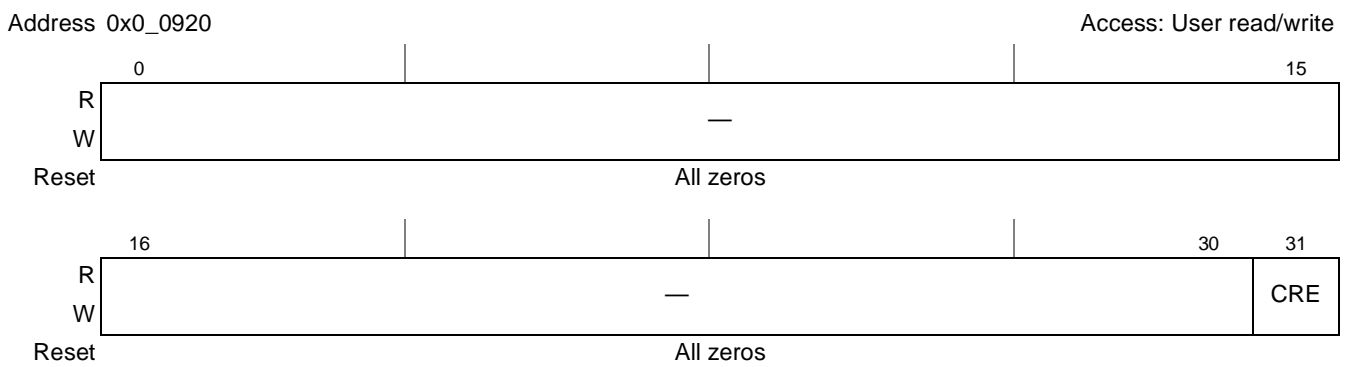 Address 0x0_0920 Access: User read/write
0 15
R
—
W
Reset All zeros
16 30 31
R
— CRE
W
Reset All zeros